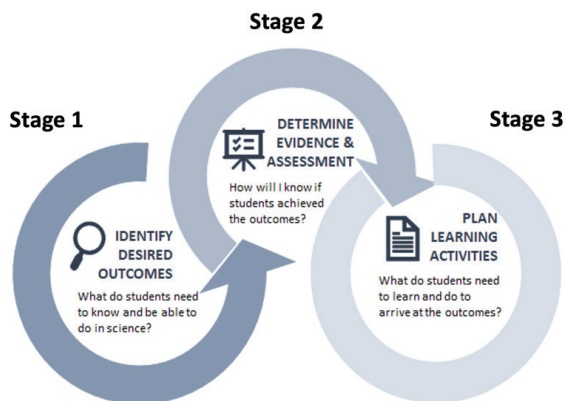 Stage 1
IDENTIFY
DESIRED
OUTCOMES
What do students need
to know and be able to
do in science?
Stage 2
DETERMINE
EVIDENCE &
ASSESSMENT
How will I know if
students achieved
the outcomes?
Stage 3
PLAN
LEARNING
ACTIVITIES
What do students need
to learn and do to
arrive at the outcomes?